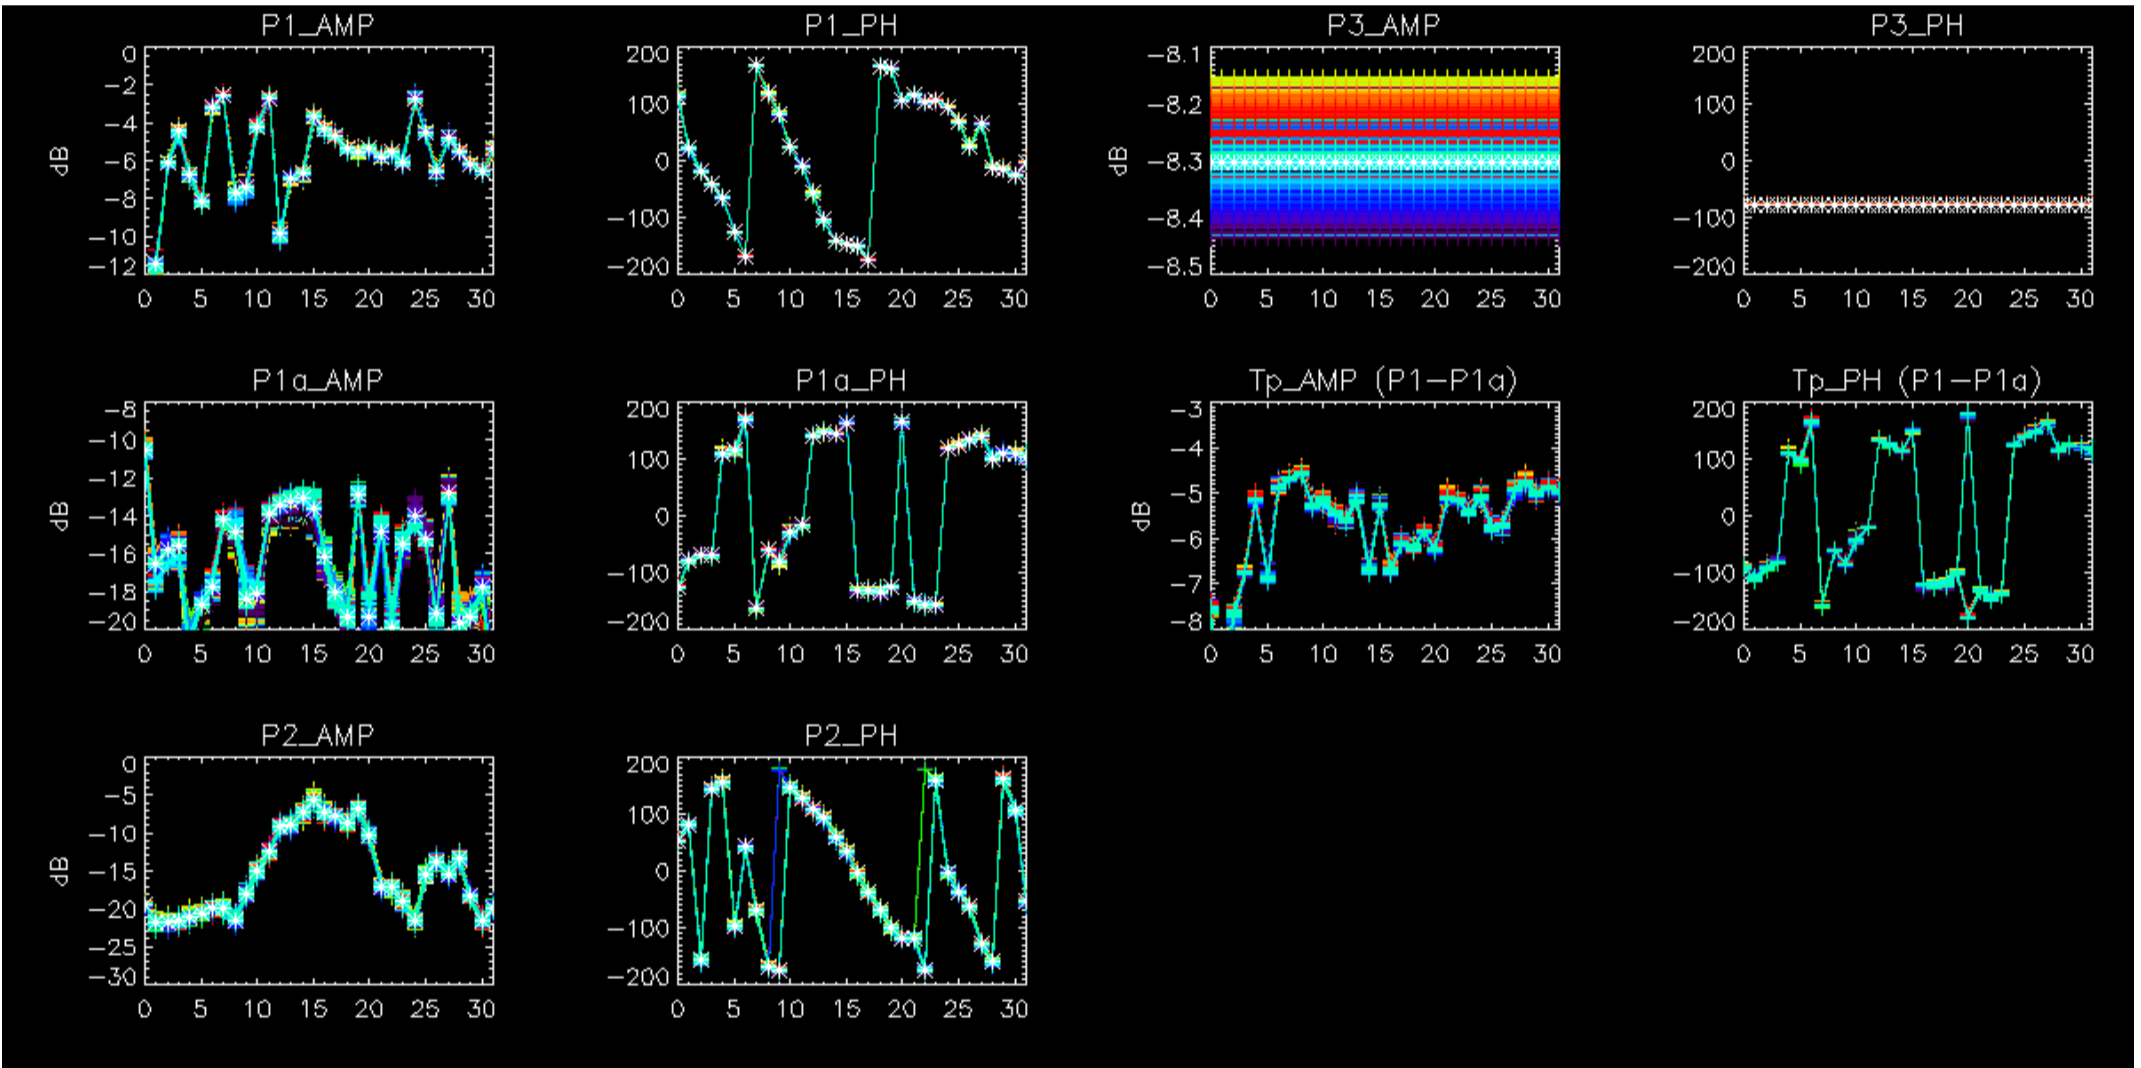 P1_AMP
0
-2
-4
-6
-8
-10
-12
dB
0 5 10 15 20 25 30
P1_PH
200
100
0
-100
-200
0 5 10 15 20 25 30
P3_AMP
-8.1
-8.2
-8.3
-8.4
-8.5
dB
0 5 10 15 20 25 30
P3_PH
200
100
0
-100
-200
0 5 10 15 20 25 30
P1a_AMP
-8
-10
-12
-14
-16
-18
-20
dB
0 5 10 15 20 25 30
P1a_PH
200
100
0
-100
-200
0 5 10 15 20 25 30
Tp_AMP (P1-P1a)
-3
-4
-5
-6
-7
-8
dB
0 5 10 15 20 25 30
Tp_PH (P1-P1a)
200
100
0
-100
-200
0 5 10 15 20 25 30
P2_AMP
0
-5
-10
-15
-20
-25
-30
dB
0 5 10 15 20 25 30
P2_PH
200
100
0
-100
-200
0 5 10 15 20 25 30